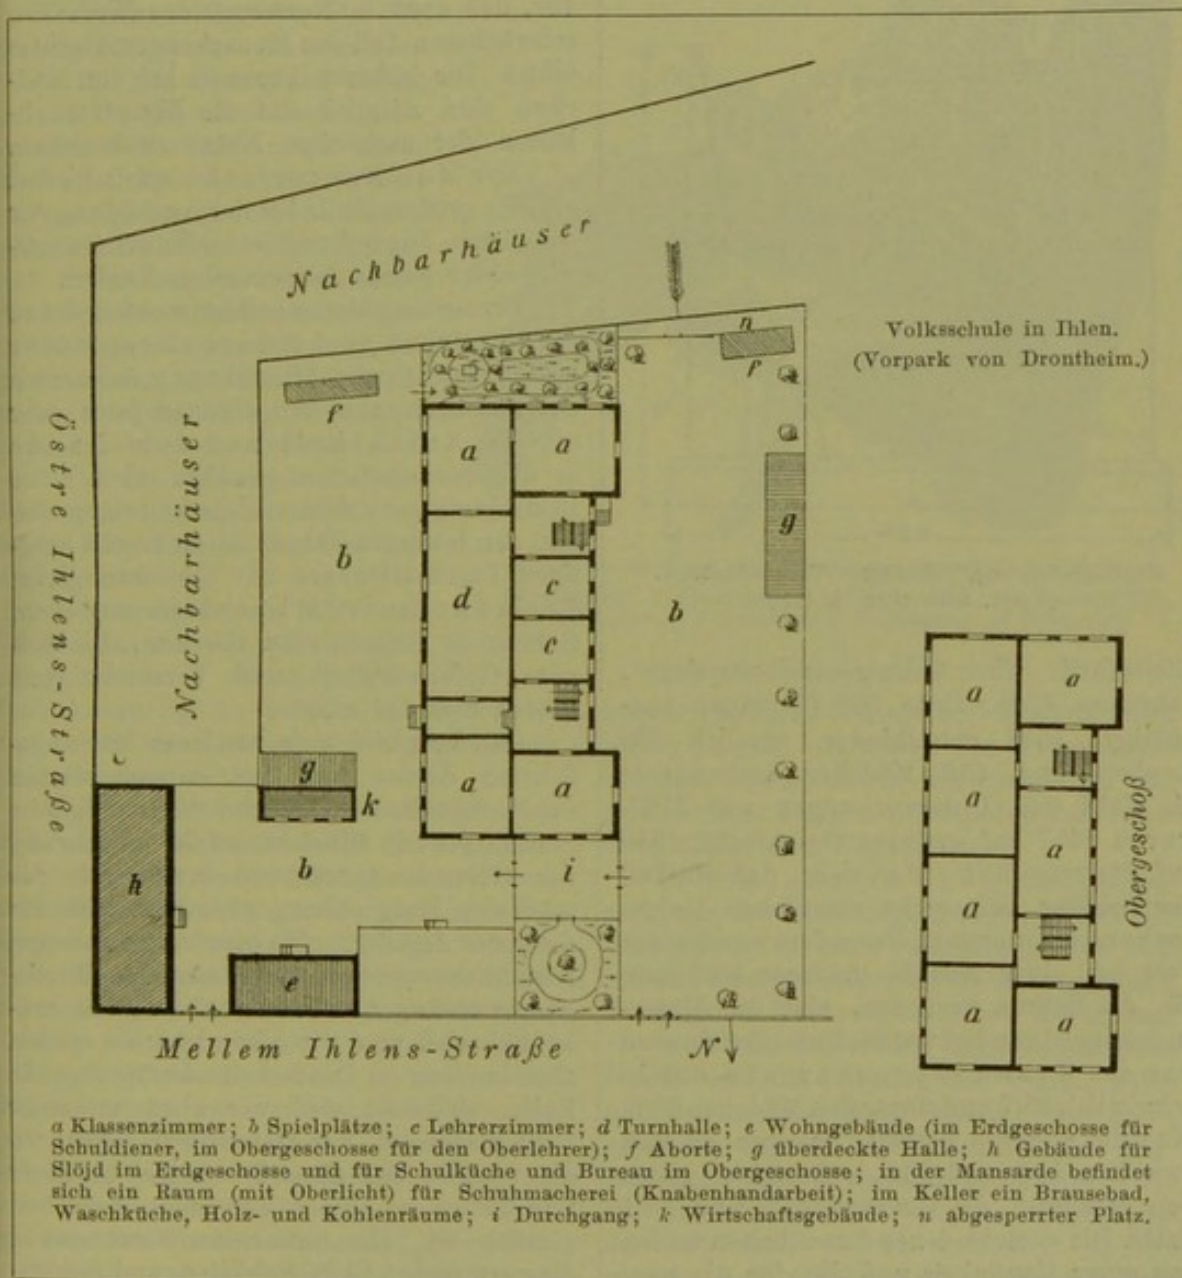 Nachbarhäuser
n
Volksschule in Ihlen.
(Vorpark von Drontheim.)
f
f
Östre Ihlens-Straße
Nachbarhäuser
a
a
b
g
d
c
b
c
a
a
g
k
a
a
h
b
i
e
a
a
a
a
a
a
a
Obergeschoß
Mellem Ihlens-Straße
N
a Klassenzimmer; b Spielplätze; c Lehrerzimmer; d Turnhalle; e Wohngebäude (im Erdgeschosse für
Schuldiener, im Obergeschosse für den Oberlehrer); f Aborte; g überdeckte Halle; h Gebäude für
Slöjd im Erdgeschosse und für Schulküche und Bureau im Obergeschosse; in der Mansarde befindet
sich ein Raum (mit Oberlicht) für Schuhmacherei (Knabenhandarbeit); im Keller ein Brausebad,
Waschküche, Holz- und Kohlenräume; i Durchgang; k Wirtschaftsgebäude; n abgesperrter Platz.